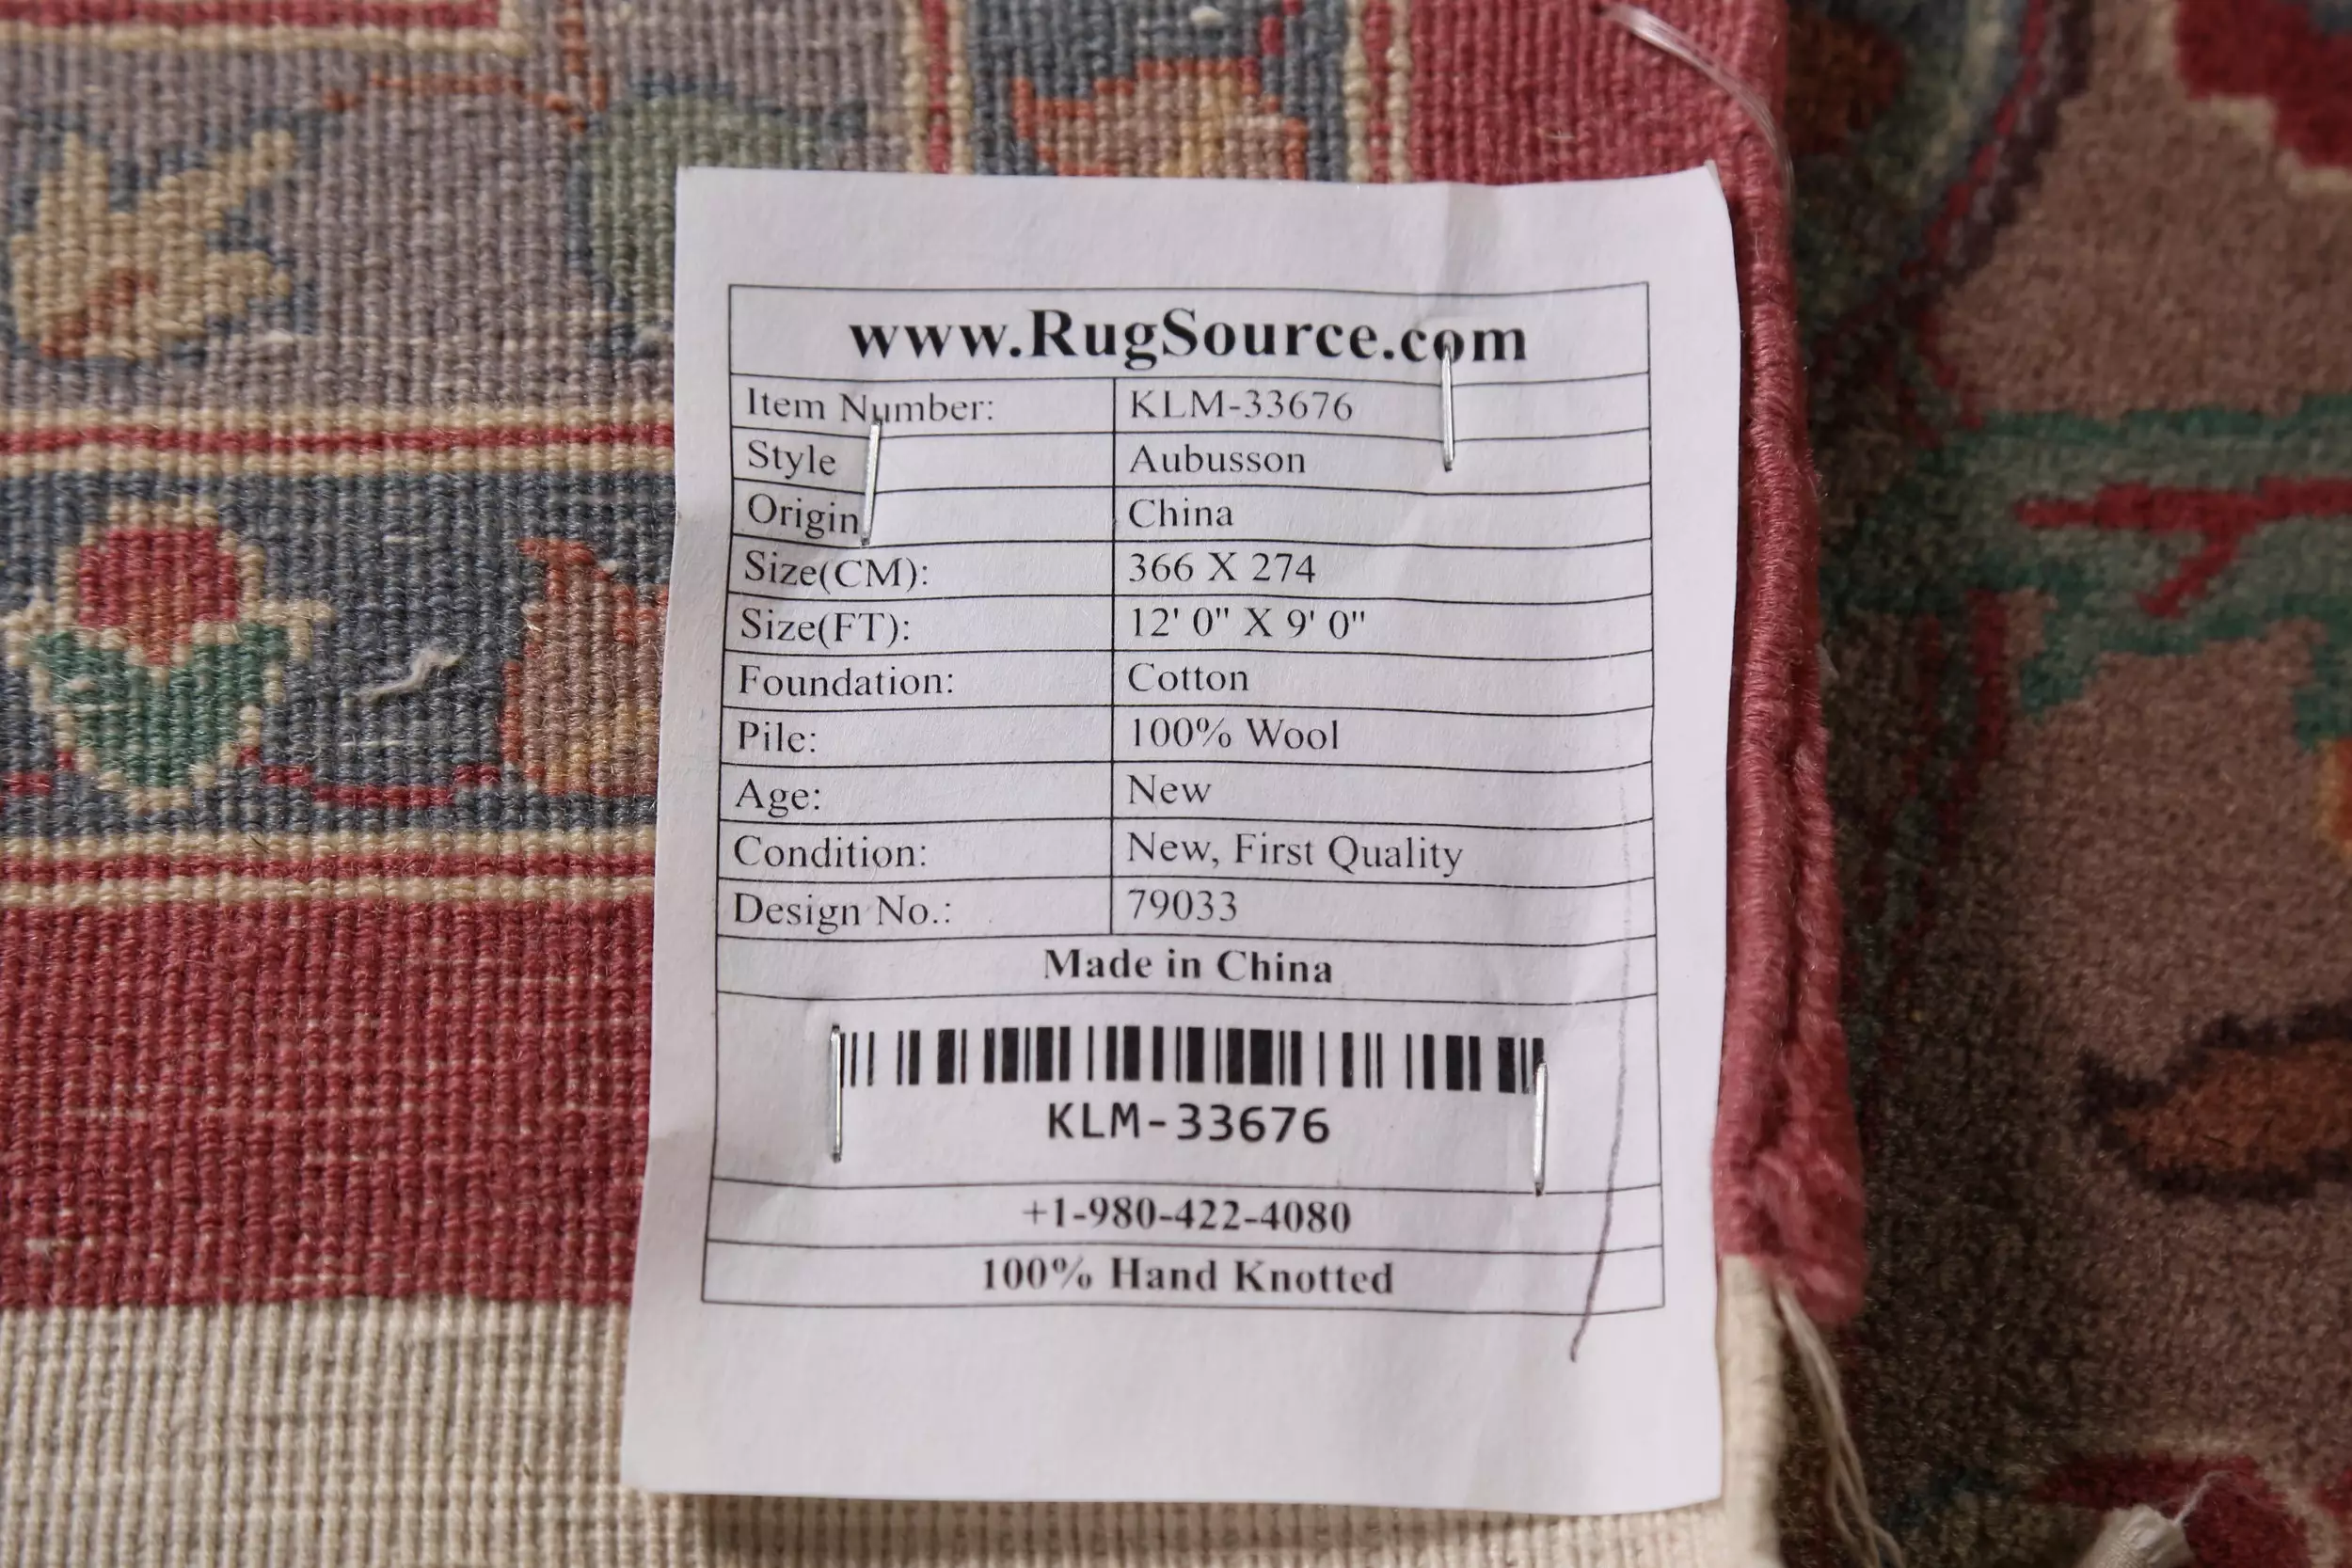 www.RugSource.com
Item Number: KLM-33676
Style Aubusson
Origin China
Size(CM): 366 X 274
Size(FT): 12' 0" X 9' 0"
Foundation: Cotton
Pile: 100% Wool
Age: New
Condition: New, First Quality
Design No.: 79033
Made in China
KLM-33676
+1-980-422-4080
100% Hand Knotted